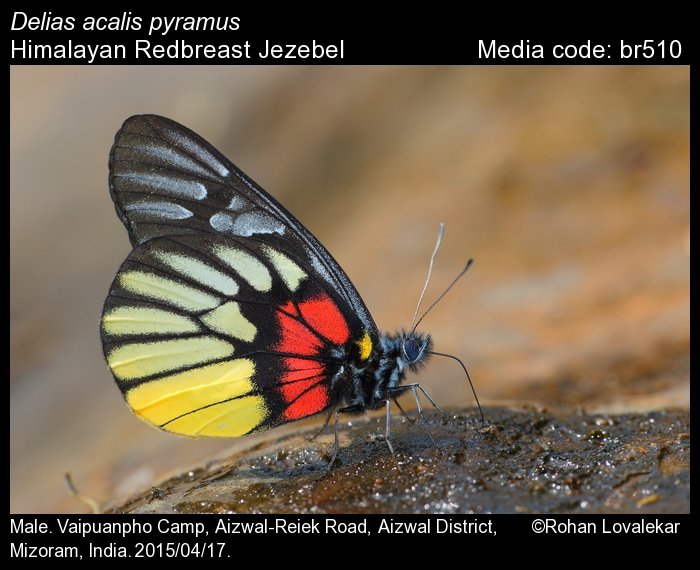 Delias acalis pyramus
Himalayan Redbreast Jezebel Media code: br510
Male. Vaipuanpho Camp, Aizwal-Reiek Road, Aizwal District, ©Rohan Lovalekar
Mizoram, India. 2015/04/17.